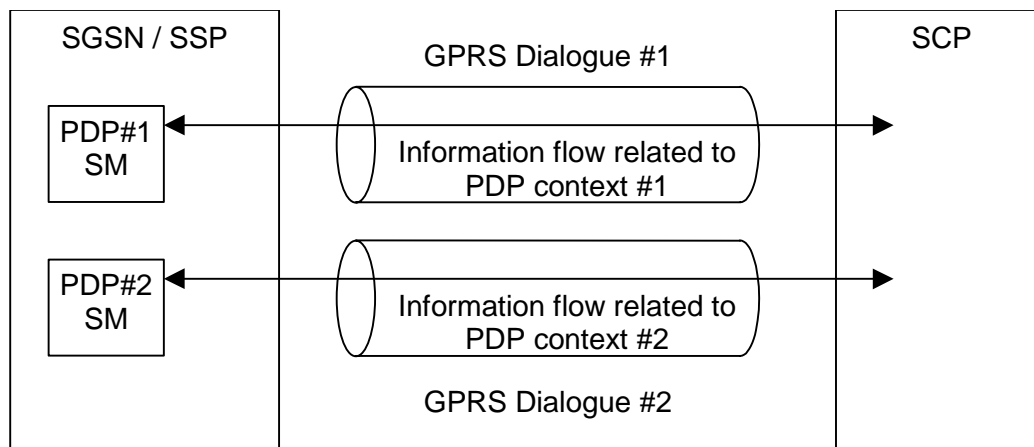 SGSN / SSP
SCP
GPRS Dialogue #1
PDP#1
SM
Information flow related to
PDP context #1
PDP#2
SM
Information flow related to
PDP context #2
GPRS Dialogue #2